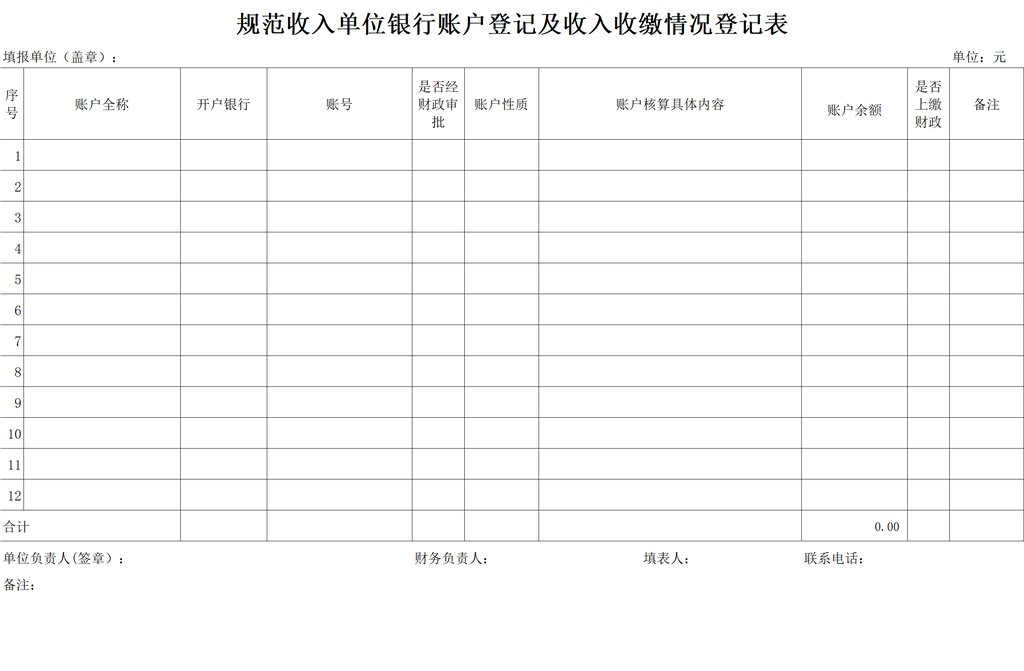 规范收入单位银行账户登记及收入收缴情况登记表
填报单位（盖章）：
单位：元
序号
账户全称
开户银行
账号
是否经财政审批
账户性质
账户核算具体内容
账户余额
是否上缴财政
备注
1
2
3
4
5
6
7
8
9
10
11
12
合计
0.00
单位负责人(签章）：
财务负责人：
填表人：
联系电话：
备注：